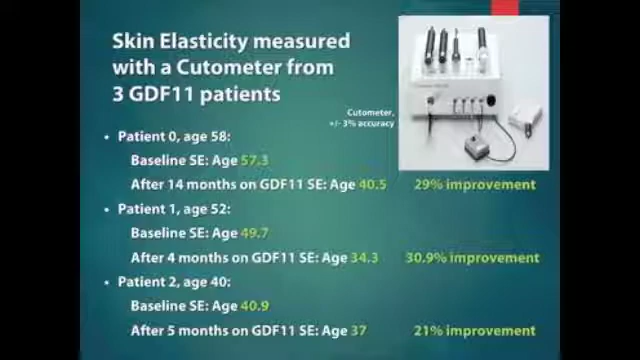 Skin Elasticity measured
with a Cutometer from
3 GDF11 patients
Cutometer,
+/- 3% accuracy
• Patient 0, age 58:
Baseline SE: Age 57.3
After 14 months on GDF11 SE: Age 40.5 29% improvement
• Patient 1, age 52:
Baseline SE: Age 49.7
After 4 months on GDF11 SE: Age 34.3 30.9% improvement
• Patient 2, age 40:
Baseline SE: Age 40.9
After 5 months on GDF11 SE: Age 37 21% improvement